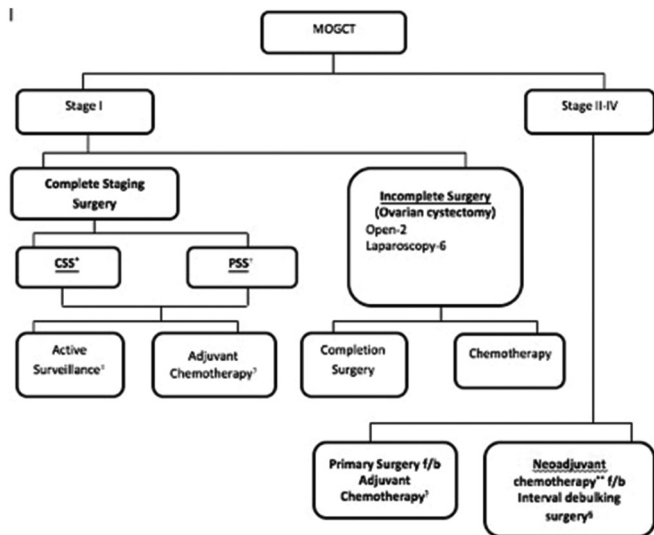 I
MOGCT
Stage I
Stage II-IV
Complete Staging
Surgery
Incomplete Surgery
(Ovarian cystectomy)
Open-2
Laparoscopy-6
CSS*
PSS
Active
Surveillance
Adjuvant
Chemotherapy
Completion
Surgery
Chemotherapy
Primary Surgery f/b
Adjuvant
Chemotherapy
Neoadjuvant
chemotherapy** f/b
Interval debulking
surgery§